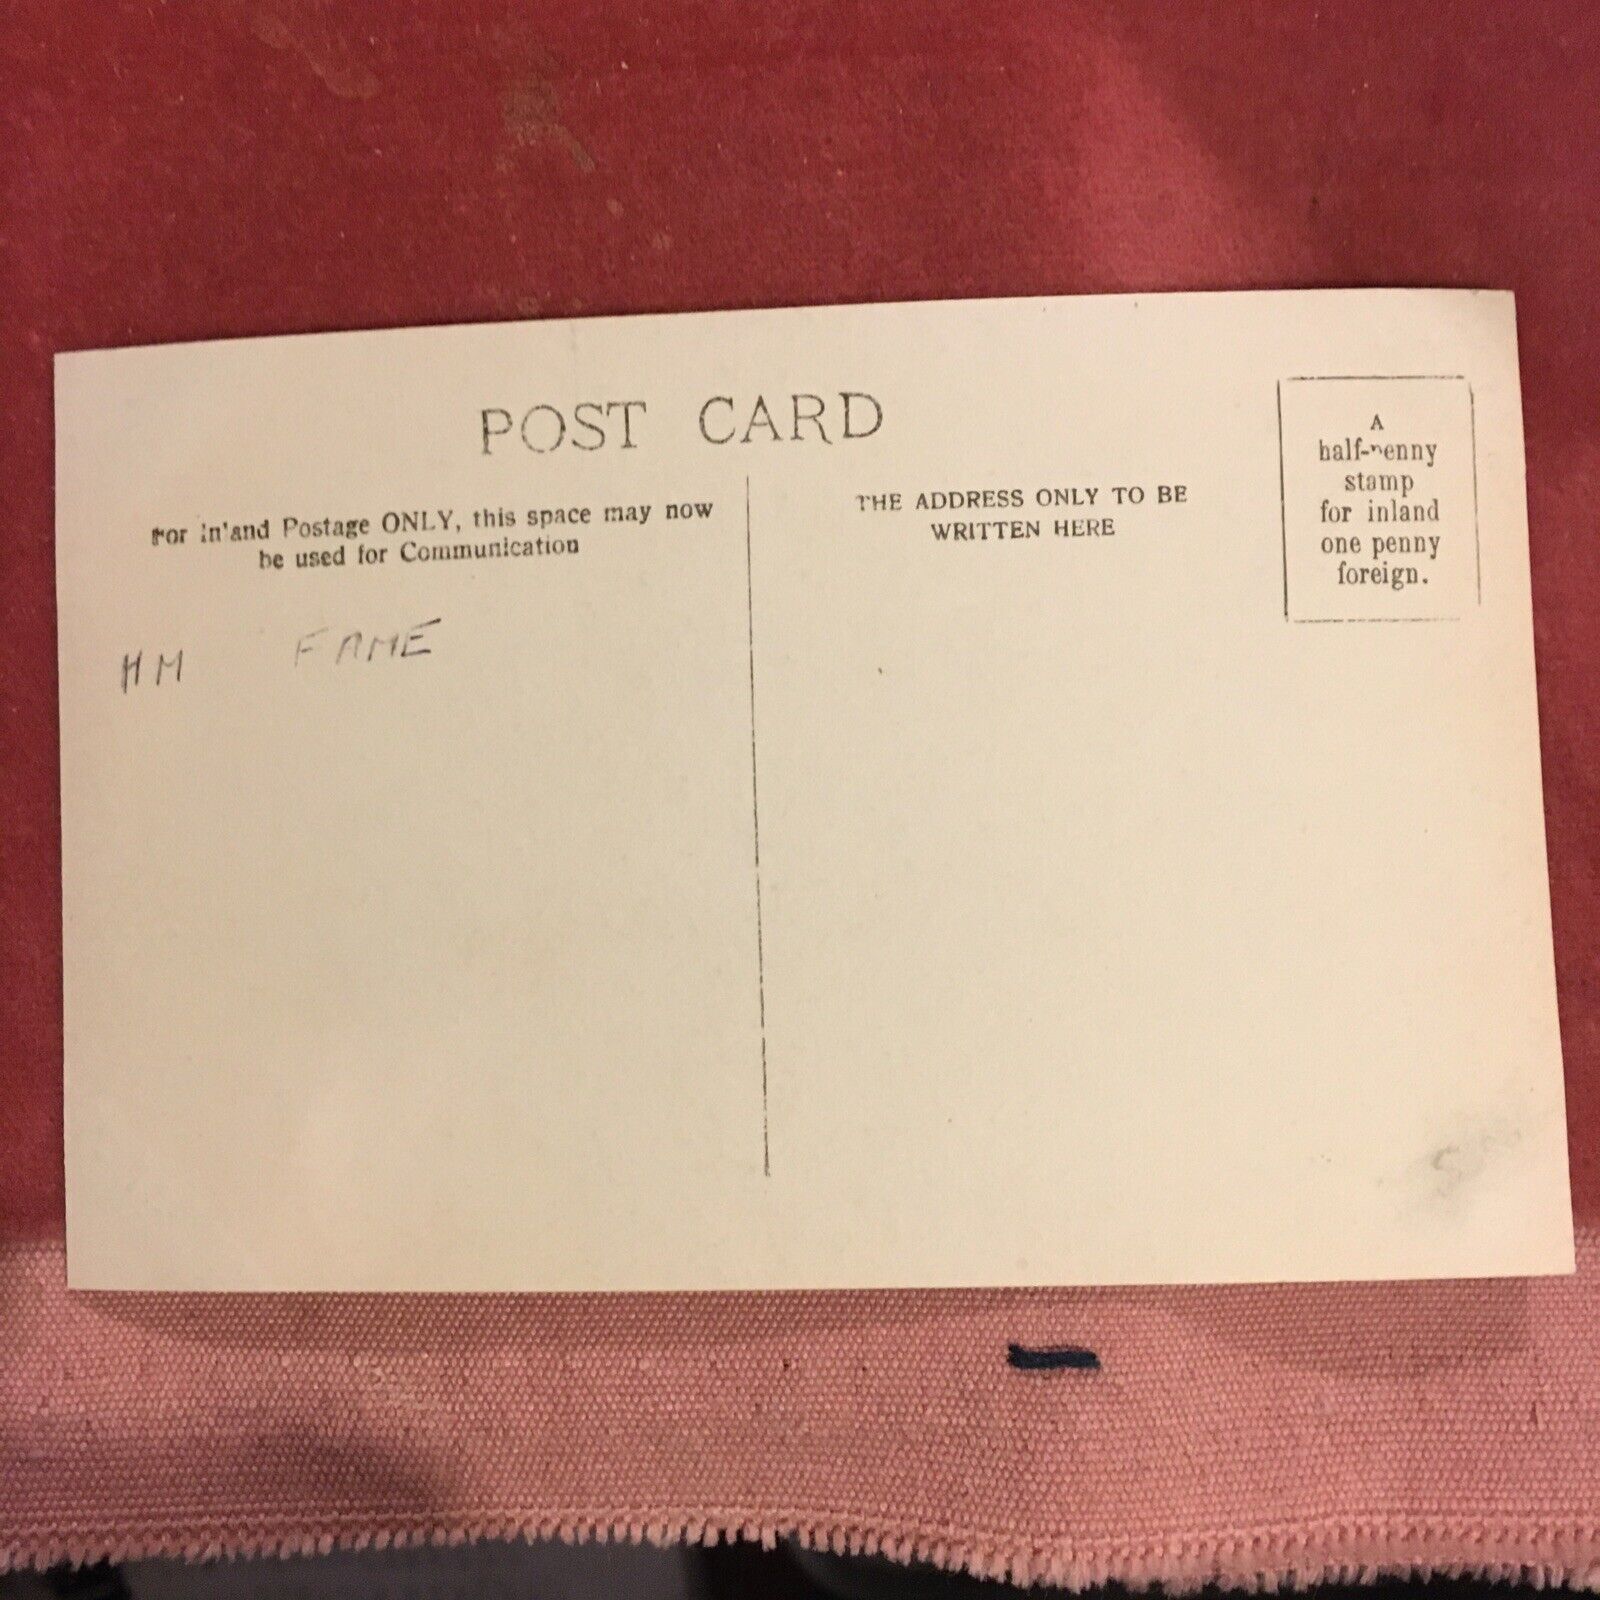 POST CARD
For In'and Postage ONLY, this space may now
be used for Communication
THE ADDRESS ONLY TO BE
WRITTEN HERE
A
half-penny
stamp
for inland
one penny
foreign.
HM FAME
S